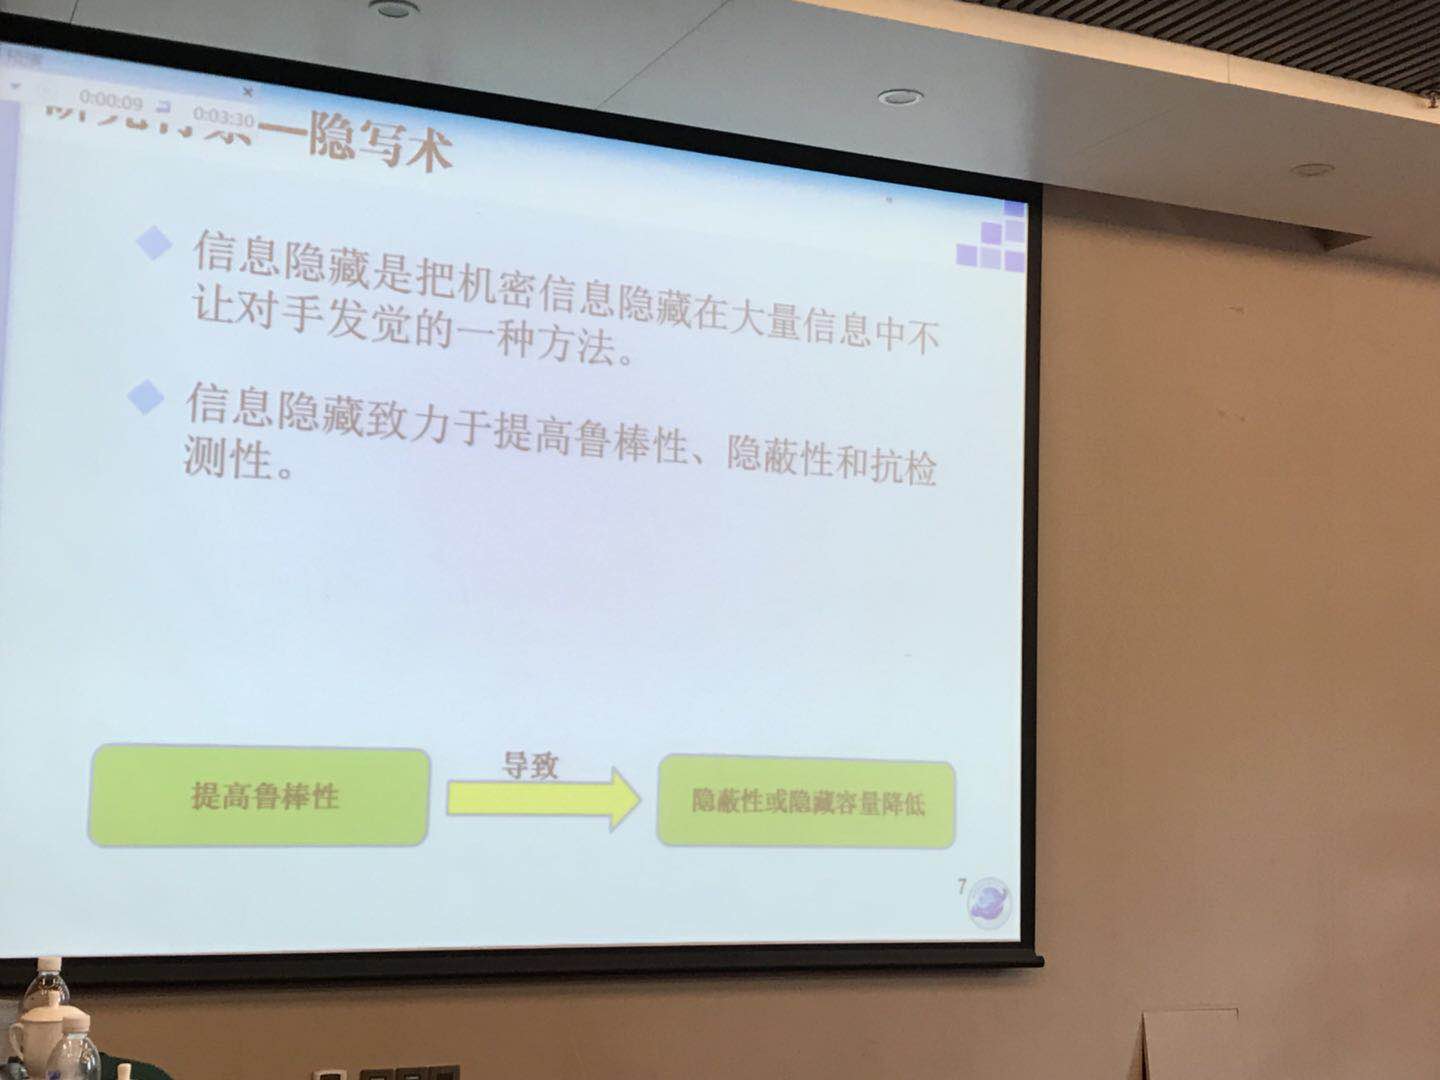 0:00:09
0:03:30
研究背景—隐写术
信息隐藏是把机密信息隐藏在大量信息中不
让对手发觉的一种方法。
信息隐藏致力于提高鲁棒性、隐蔽性和抗检
测性。
导致
提高鲁棒性
隐蔽性或隐藏容量降低
7